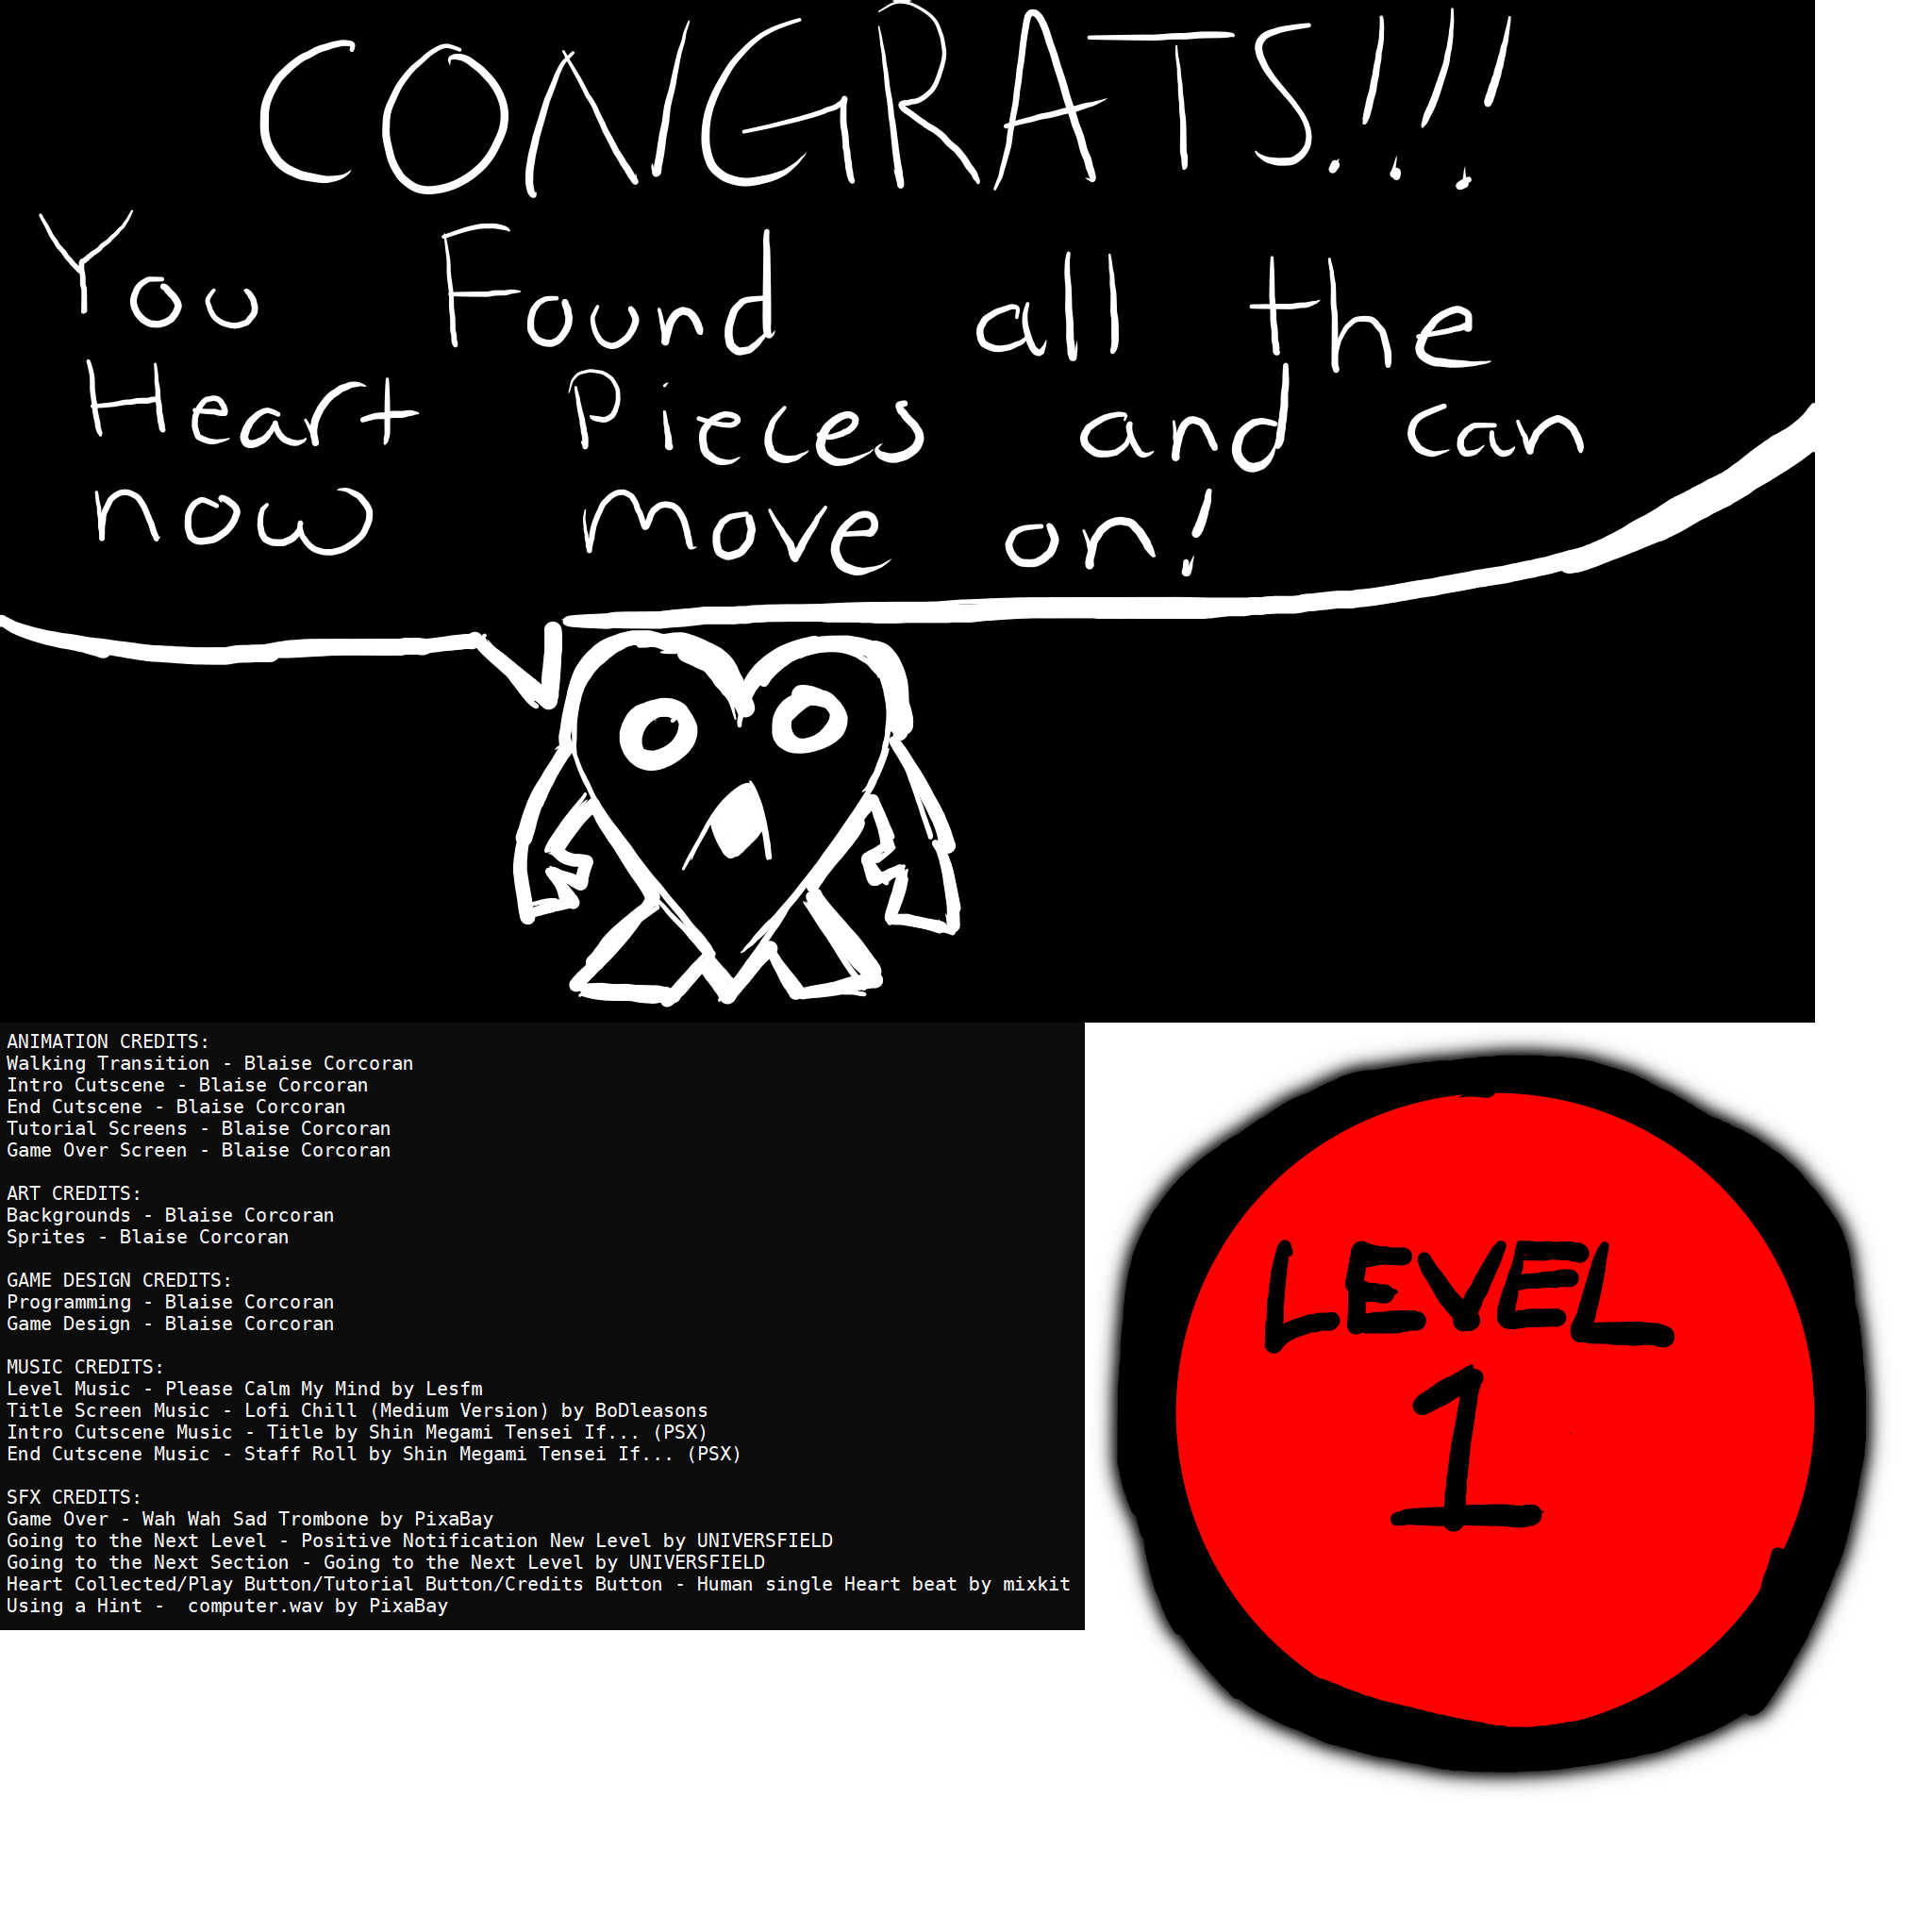 CONGRATS!!!
You Found all the
Heart Pieces and can
now move on!
ANIMATION CREDITS:
Walking Transition - Blaise Corcoran
Intro Cutscene - Blaise Corcoran
End Cutscene - Blaise Corcoran
Tutorial Screens - Blaise Corcoran
Game Over Screen - Blaise Corcoran
ART CREDITS:
Backgrounds - Blaise Corcoran
Sprites - Blaise Corcoran
GAME DESIGN CREDITS:
Programming - Blaise Corcoran
Game Design - Blaise Corcoran
MUSIC CREDITS:
Level Music - Please Calm My Mind by Lesfm
Title Screen Music - Lofi Chill (Medium Version) by BoDleasons
Intro Cutscene Music - Title by Shin Megami Tensei If... (PSX)
End Cutscene Music - Staff Roll by Shin Megami Tensei If... (PSX)
SFX CREDITS:
Game Over - Wah Wah Sad Trombone by PixaBay
Going to the Next Level - Positive Notification New Level by UNIVERSFIELD
Going to the Next Section - Going to the Next Level by UNIVERSFIELD
Heart Collected/Play Button/Tutorial Button/Credits Button - Human single Heart beat by mixkit
Using a Hint -  computer.wav by PixaBay
LEVEL
1